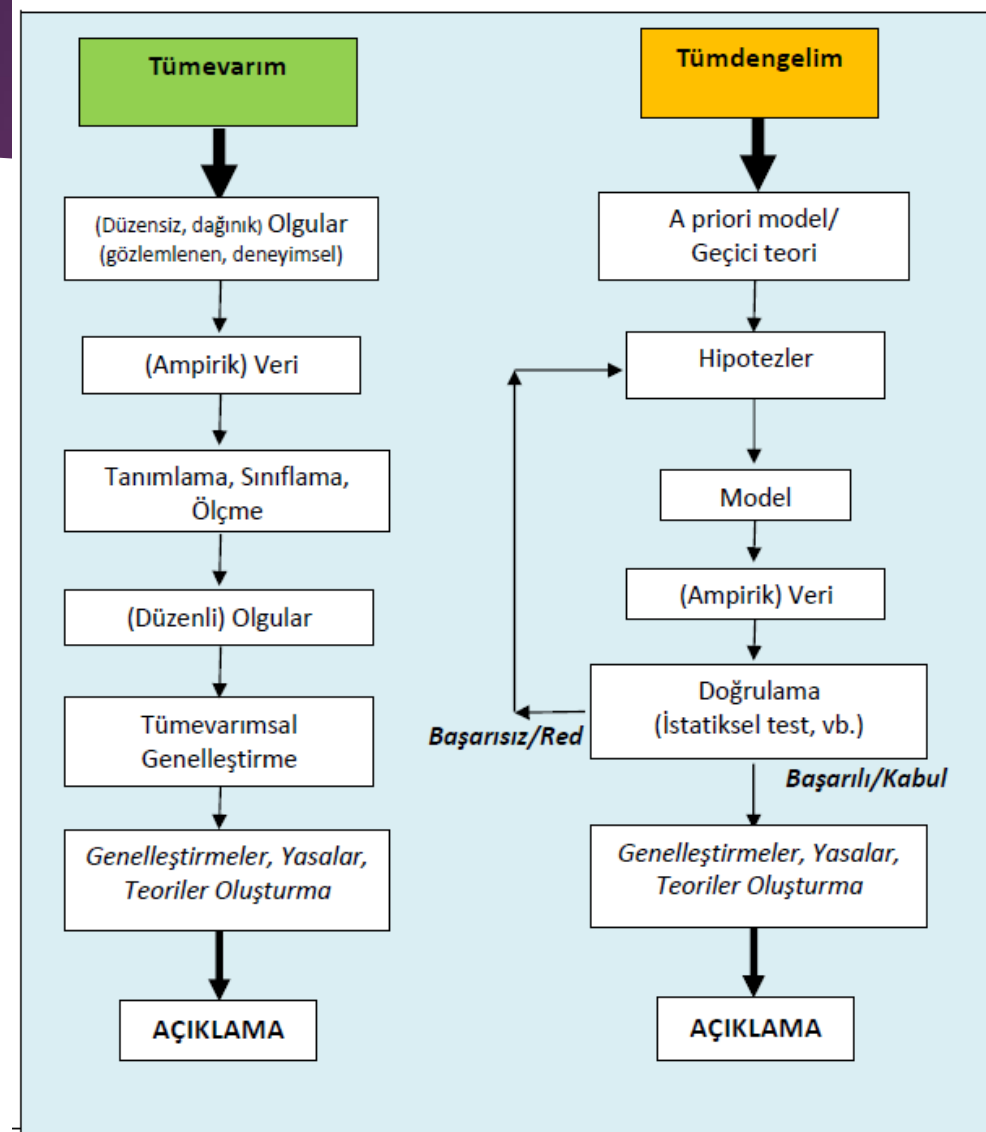 Tümevarım
(Düzensiz, dağınık) Olgular
(gözlemlenen, deneyimsel)
(Ampirik) Veri
Tanımlama, Sınıflama,
Ölçme
(Düzenli) Olgular
Tümevarımsal
Genelleştirme
Genelleştirmeler, Yasalar,
Teoriler Oluşturma
AÇIKLAMA
Tümdengelim
A priori model/
Geçici teori
Hipotezler
Model
(Ampirik) Veri
Doğrulama
(İstatiksel test, vb.)
Başarısız/Red
Başarılı/Kabul
Genelleştirmeler, Yasalar,
Teoriler Oluşturma
AÇIKLAMA